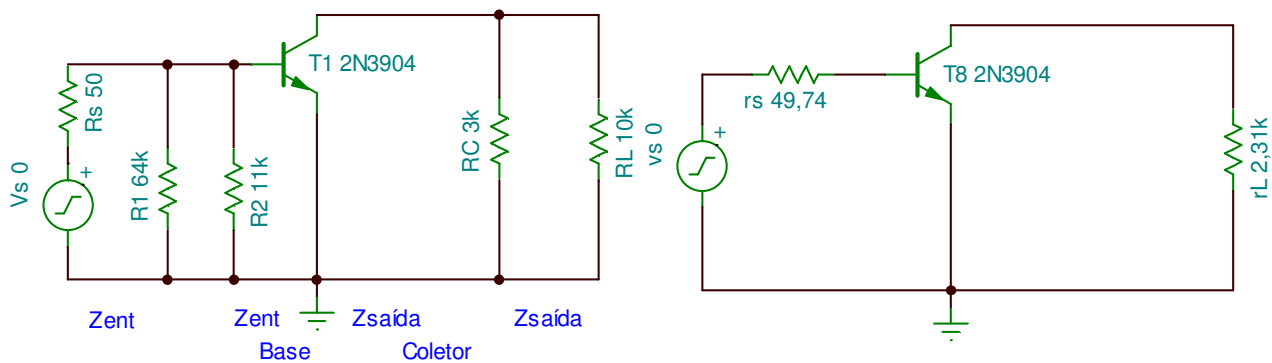 Vs 0
Rs 50
R1 64k
R2 11k
T1 2N3904
RC 3k
RL 10k
Zent
Zent
Base
Zsaída
Coletor
Zsaída
vs 0
rs 49,74
T8 2N3904
rL 2,31k
+
+